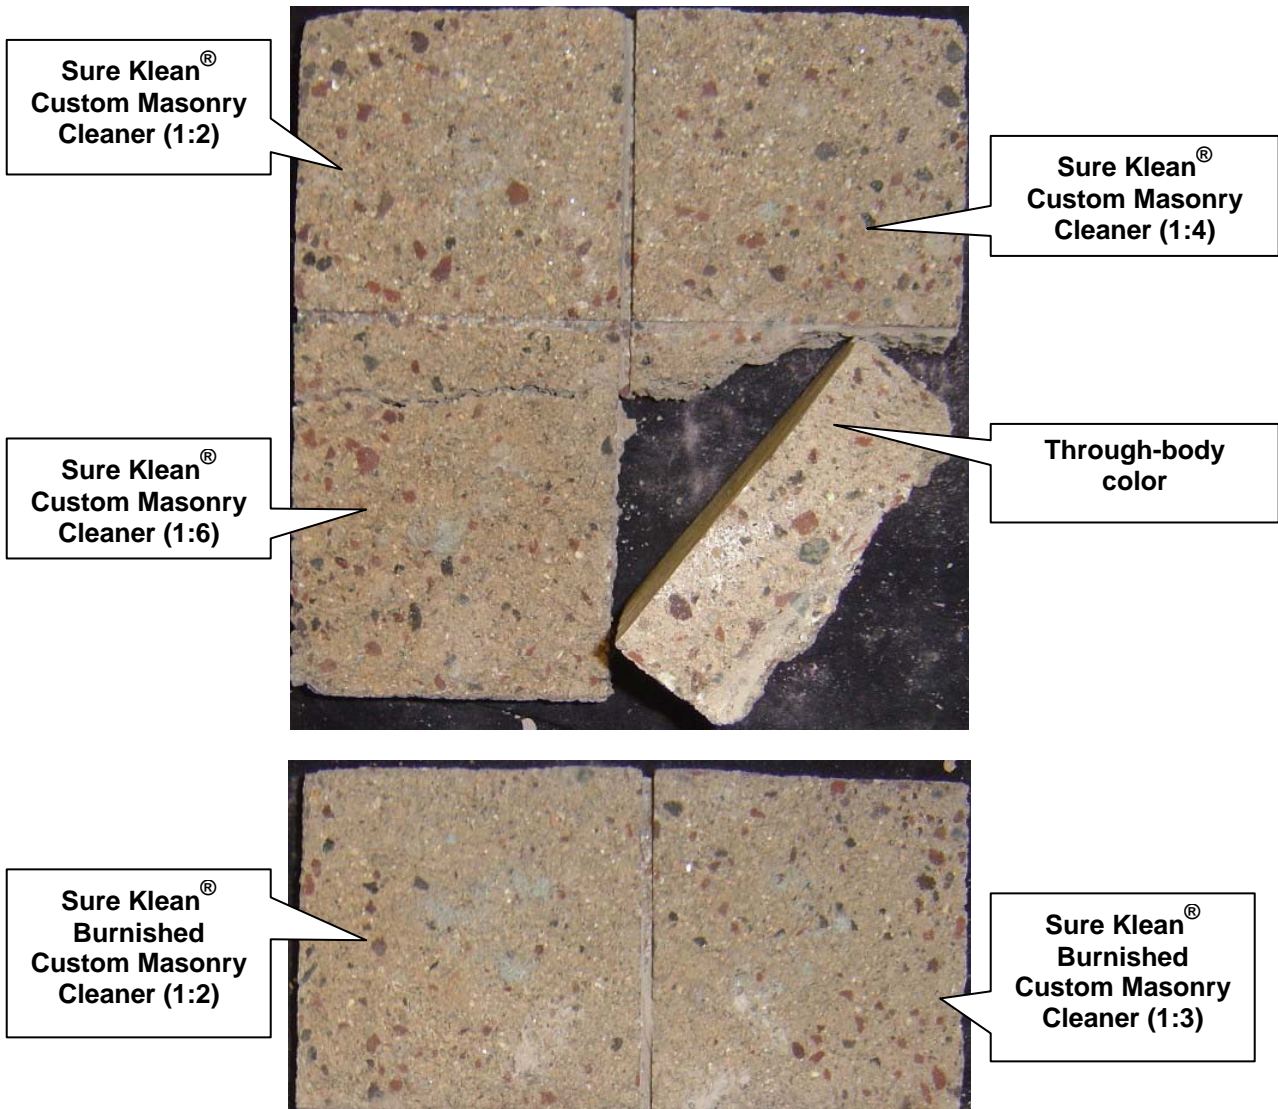 Sure Klean®
Custom Masonry
Cleaner (1:2)
Sure Klean®
Custom Masonry
Cleaner (1:4)
Sure Klean®
Custom Masonry
Cleaner (1:6)
Through-body
color
Sure Klean®
Burnished
Custom Masonry
Cleaner (1:2)
Sure Klean®
Burnished
Custom Masonry
Cleaner (1:3)